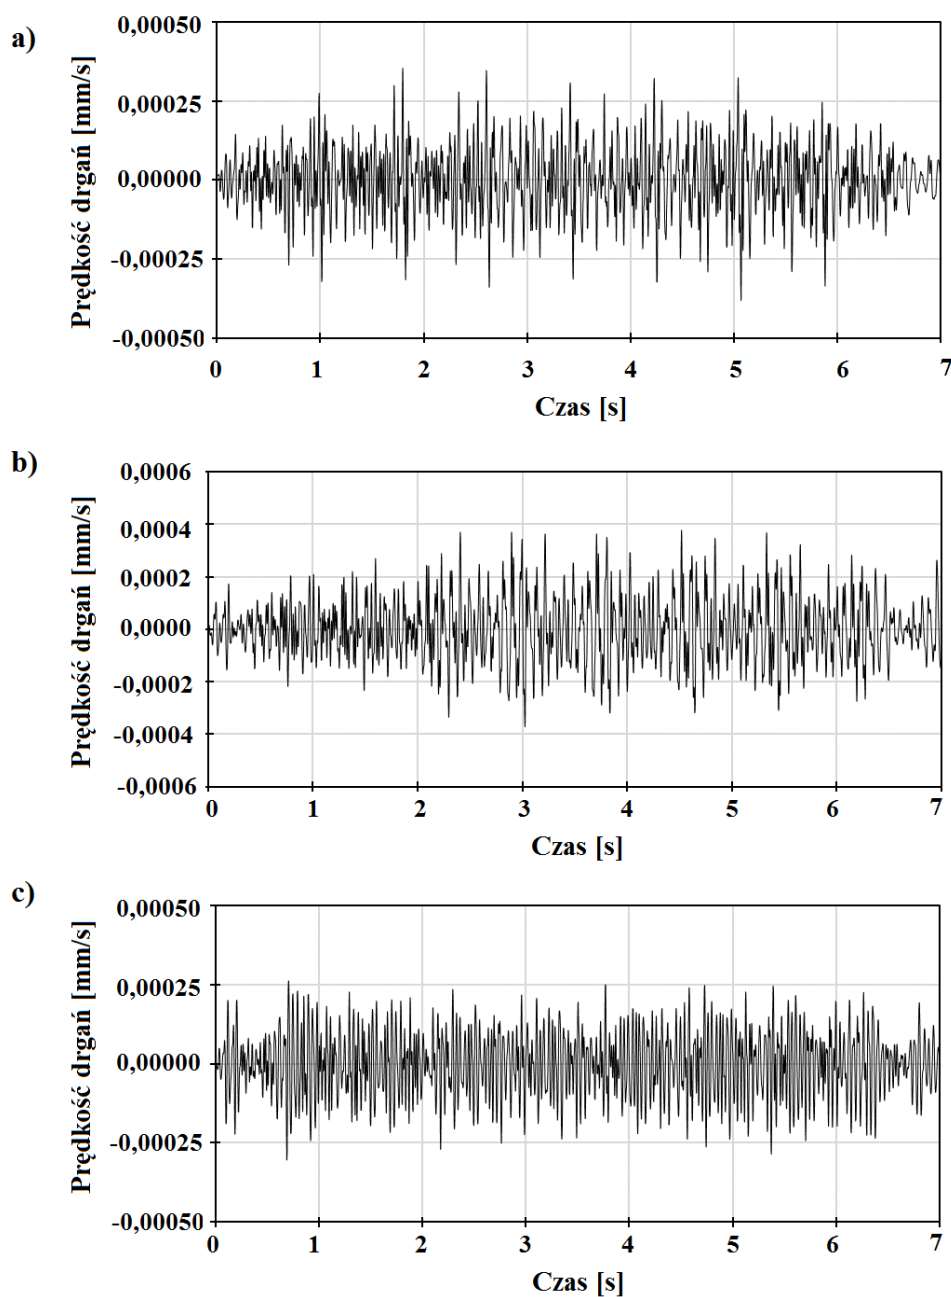 a)
Prędkość drgań [mm/s]
0,00050
0,00025
0,00000
-0,00025
-0,00050
0 1 2 3 4 5 6 7
Czas [s]
b)
Prędkość drgań [mm/s]
0,0006
0,0004
0,0002
0,0000
-0,0002
-0,0004
-0,0006
0 1 2 3 4 5 6 7
Czas [s]
c)
Prędkość drgań [mm/s]
0,00050
0,00025
0,00000
-0,00025
-0,00050
0 1 2 3 4 5 6 7
Czas [s]